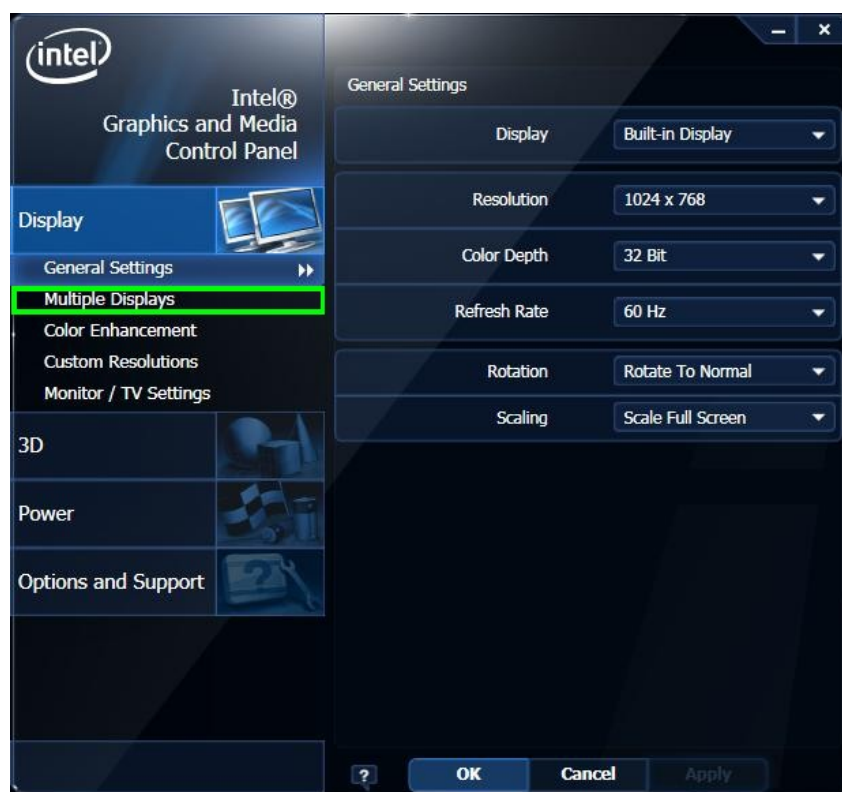 intel
Intel®
Graphics and Media
Control Panel
Display
General Settings
Multiple Displays
Color Enhancement
Custom Resolutions
Monitor / TV Settings
3D
Power
Options and Support
General Settings
Display Built-in Display
Resolution 1024 x 768
Color Depth 32 Bit
Refresh Rate 60 Hz
Rotation Rotate To Normal
Scaling Scale Full Screen
? OK Cancel Apply